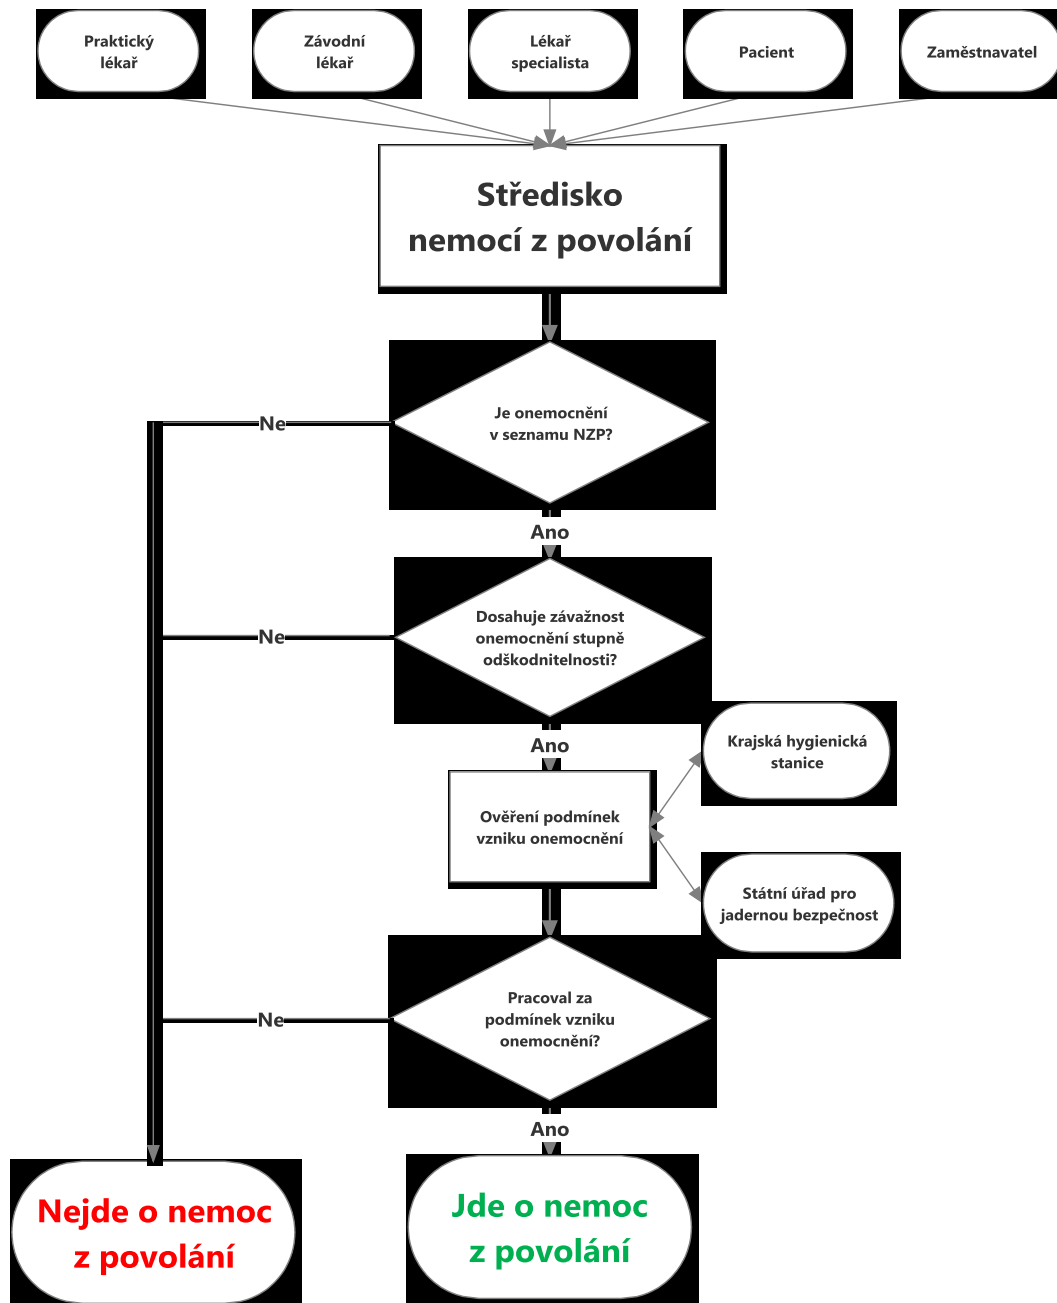 Praktický
lékař
Závodní
lékař
Lékař
specialista
Pacient
Zaměstnavatel
Středisko
nemocí z povolání
Je onemocnění
v seznamu NZP?
Ne
Ano
Dosahuje závažnost
onemocnění stupně
odškodnitelnosti?
Ne
Ano
Krajská hygienická
stanice
Ověření podmínek
vzniku onemocnění
Státní úřad pro
jadernou bezpečnost
Pracoval za
podmínek vzniku
onemocnění?
Ne
Ano
Nejde o nemoc
z povolání
Jde o nemoc
z povolání